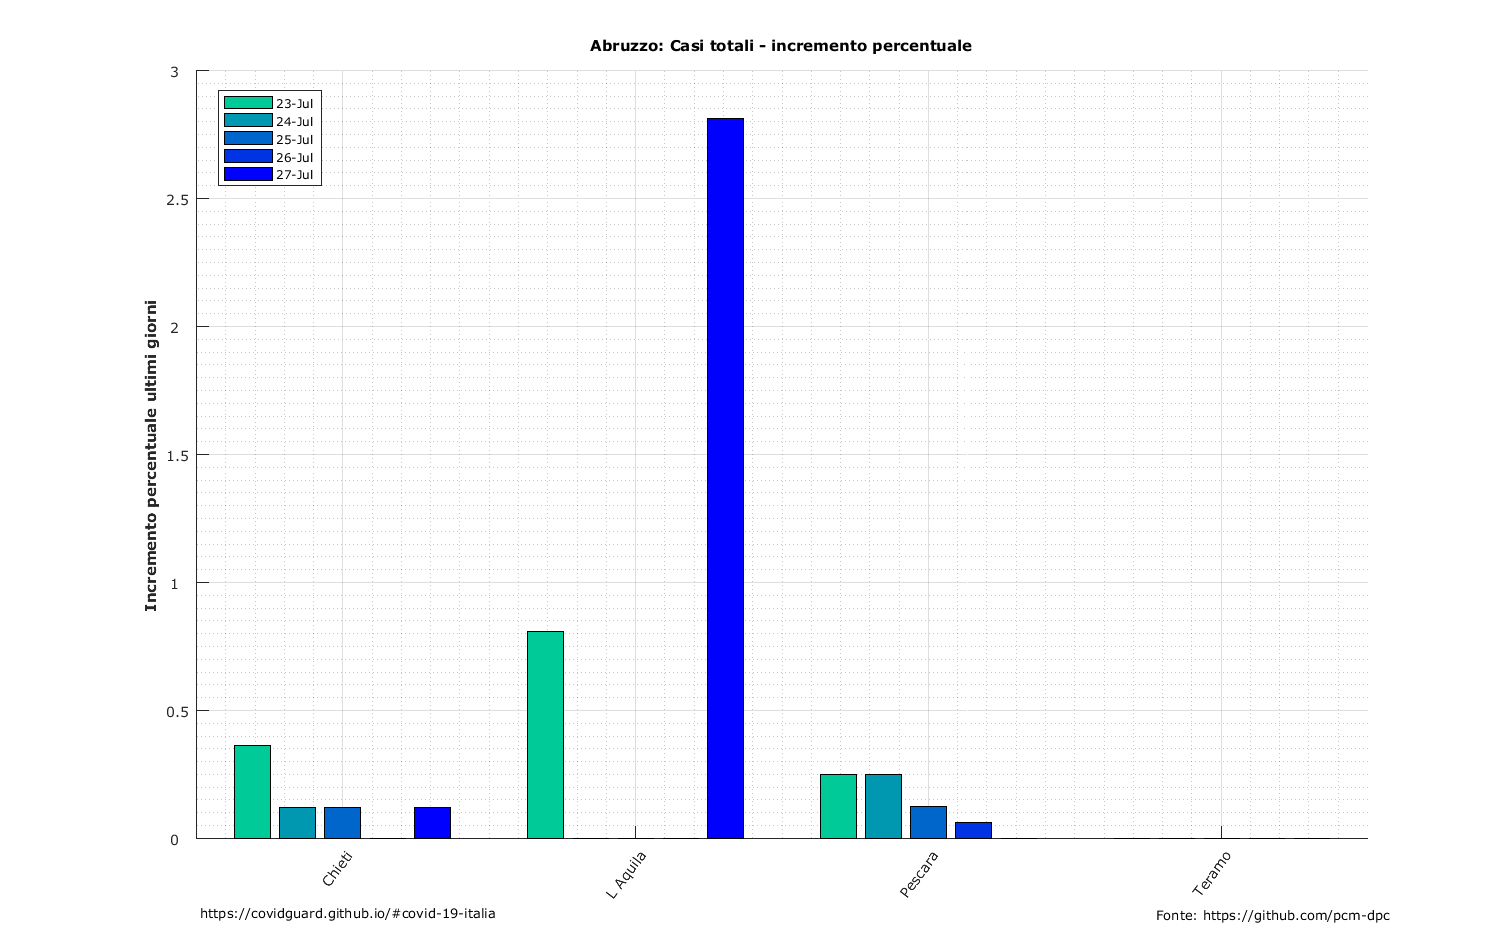 Abruzzo: Casi totali - incremento percentuale
3
2.5
2
1.5
1
0.5
0
23-Jul
24-Jul
25-Jul
26-Jul
27-Jul
Incremento percentuale ultimi giorni
Chieti
L Aquila
Pescara
Teramo
https://covidguard.github.io/#covid-19-italia
Fonte: https://github.com/pcm-dpc